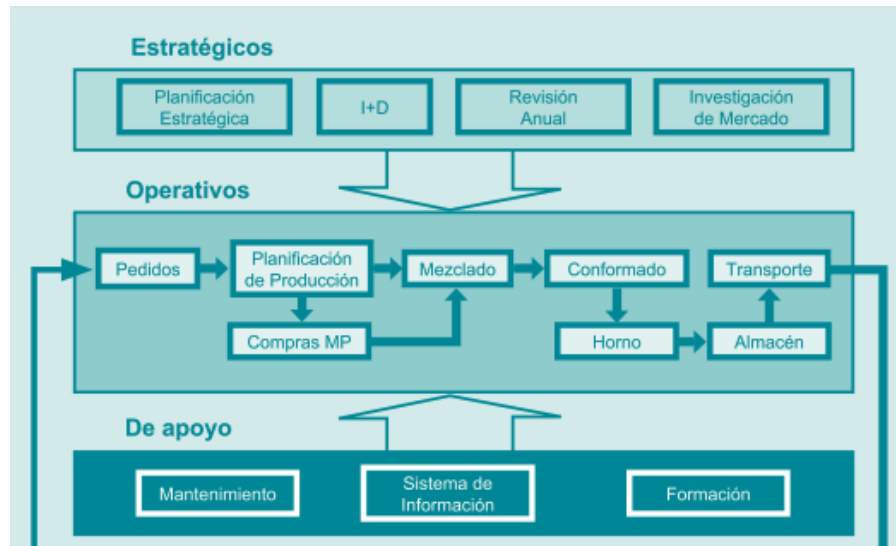 Estratégicos
Planificación
Estratégica
I+D
Revisión
Anual
Investigación
de Mercado
Operativos
Pedidos
Planificación
de Producción
Mezclado
Conformado
Transporte
Compras MP
Horno
Almacén
De apoyo
Mantenimiento
Sistema de
Información
Formación